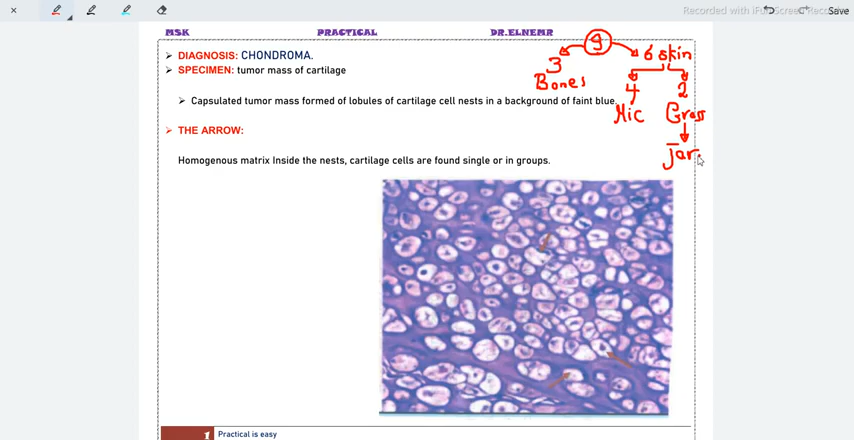 Recorded with iFun Screen Recorder
Save
MSK PRACTICAL DR.ELNEMR
DIAGNOSIS: CHONDROMA.
SPECIMEN: tumor mass of cartilage
9
3 6 skin
Bones 4 2
Mic Gross
jar
Capsulated tumor mass formed of lobules of cartilage cell nests in a background of faint blue.
THE ARROW:
Homogenous matrix Inside the nests, cartilage cells are found single or in groups.
1 Practical is easy